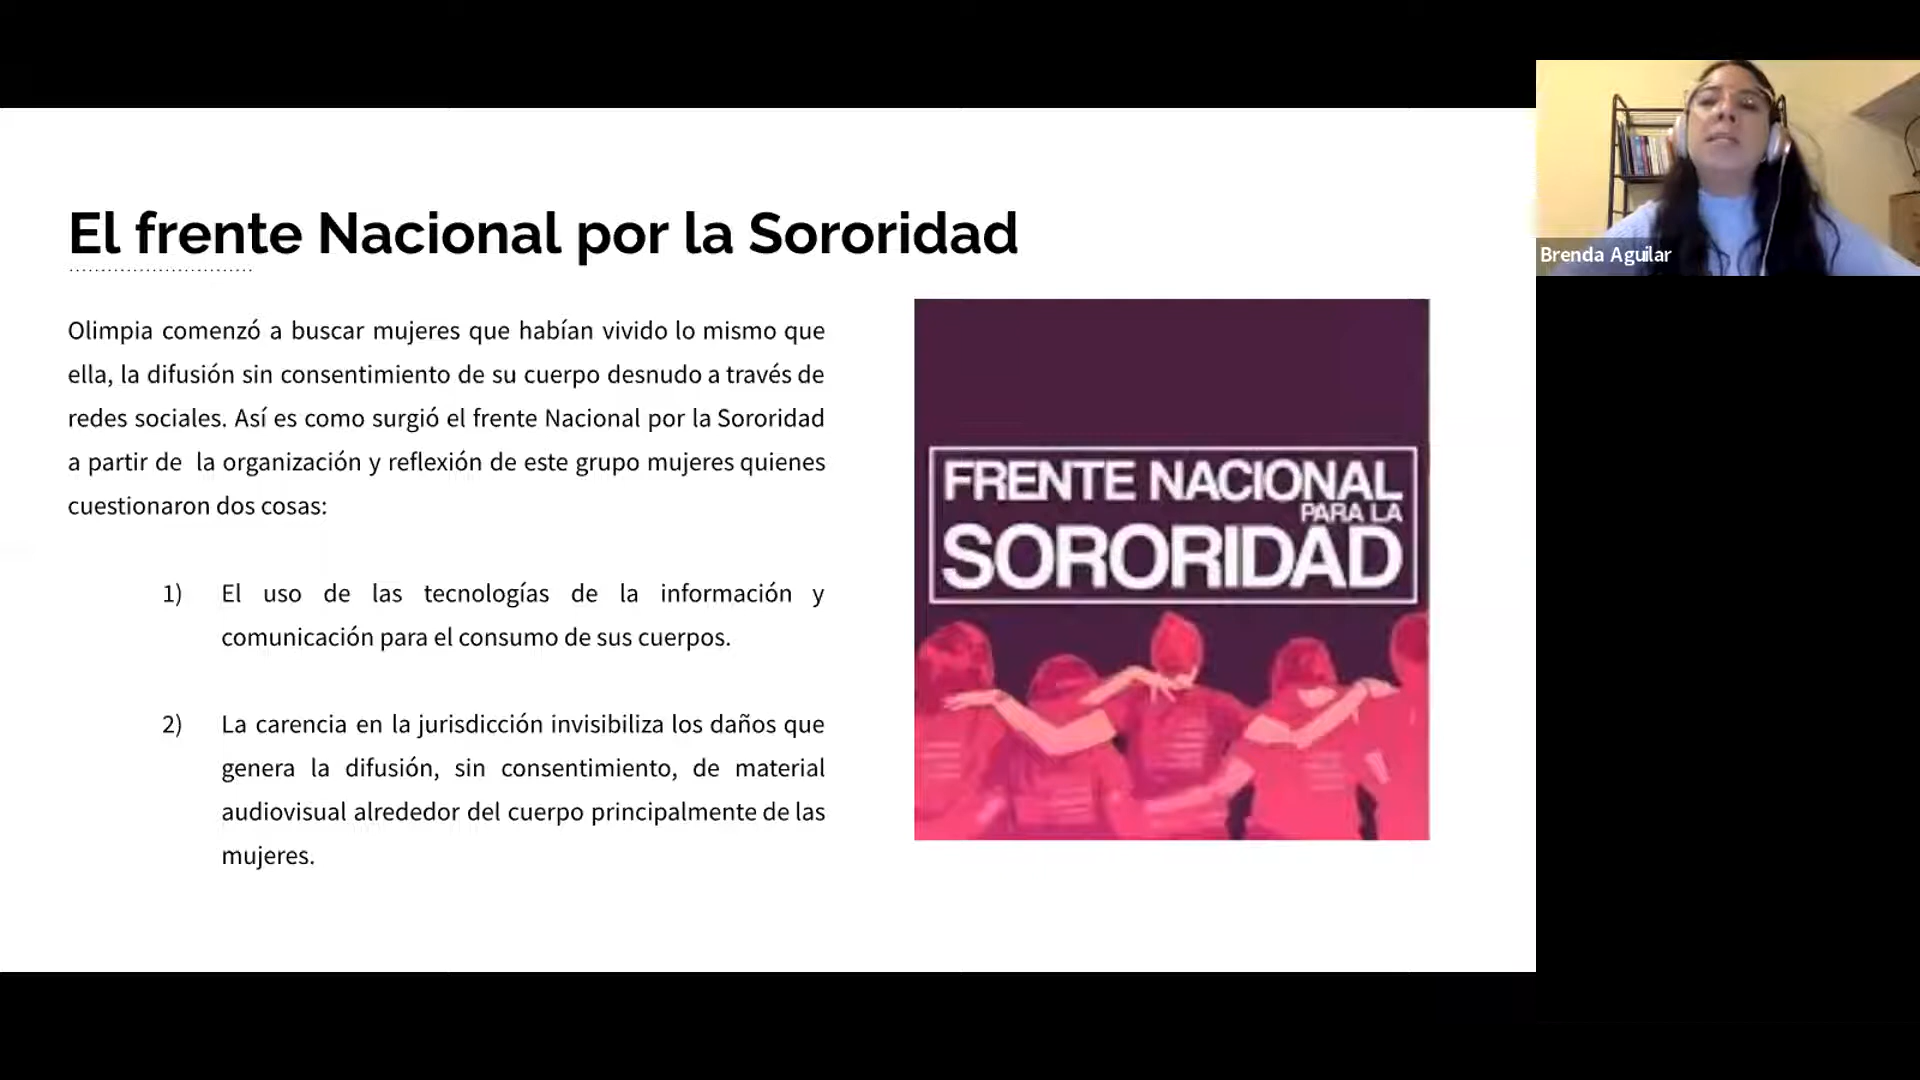 El frente Nacional por la Sororidad
Olimpia comenzó a buscar mujeres que habían vivido lo mismo que
ella, la difusión sin consentimiento de su cuerpo desnudo a través de
redes sociales. Así es como surgió el frente Nacional por la Sororidad
a partir de la organización y reflexión de este grupo mujeres quienes
cuestionaron dos cosas:
1) El uso de las tecnologías de la información y
comunicación para el consumo de sus cuerpos.
2) La carencia en la jurisdicción invisibiliza los daños que
genera la difusión, sin consentimiento, de material
audiovisual alrededor del cuerpo principalmente de las
mujeres.
FRENTE NACIONAL
PARA LA
SORORIDAD
Brenda Aguilar